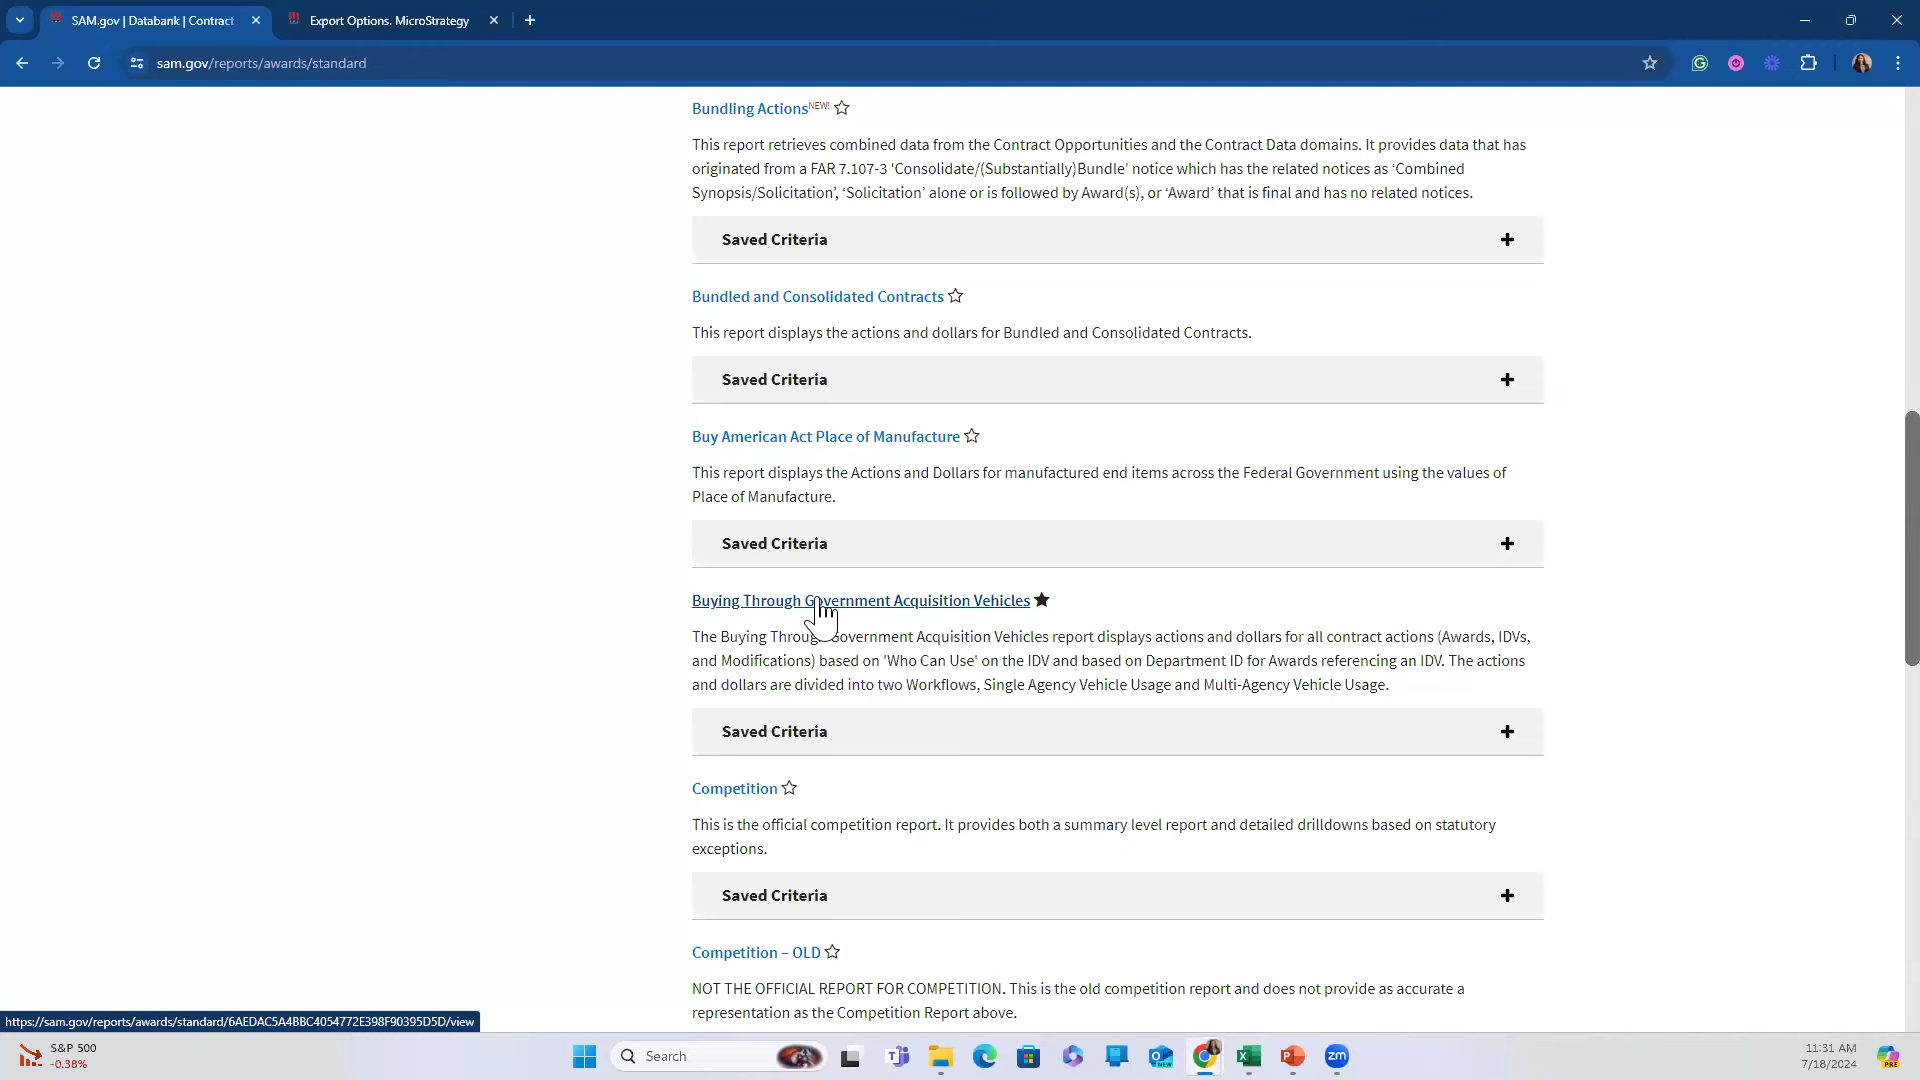 SAM.gov | Databank | Contract
Export Options. MicroStrategy
sam.gov/reports/awards/standard
Bundling ActionsNEW!
This report retrieves combined data from the Contract Opportunities and the Contract Data domains. It provides data that has
originated from a FAR 7.107-3 'Consolidate/(Substantially)Bundle' notice which has the related notices as ‘Combined
Synopsis/Solicitation’, ‘Solicitation’ alone or is followed by Award(s), or ‘Award’ that is final and has no related notices.
Saved Criteria
Bundled and Consolidated Contracts
This report displays the actions and dollars for Bundled and Consolidated Contracts.
Saved Criteria
Buy American Act Place of Manufacture
This report displays the Actions and Dollars for manufactured end items across the Federal Government using the values of
Place of Manufacture.
Saved Criteria
Buying Through Government Acquisition Vehicles
The Buying Through Government Acquisition Vehicles report displays actions and dollars for all contract actions (Awards, IDVs,
and Modifications) based on 'Who Can Use' on the IDV and based on Department ID for Awards referencing an IDV. The actions
and dollars are divided into two Workflows, Single Agency Vehicle Usage and Multi-Agency Vehicle Usage.
Saved Criteria
Competition
This is the official competition report. It provides both a summary level report and detailed drilldowns based on statutory
exceptions.
Saved Criteria
Competition – OLD
NOT THE OFFICIAL REPORT FOR COMPETITION. This is the old competition report and does not provide as accurate a
representation as the Competition Report above.
https://sam.gov/reports/awards/standard/6AEDAC5A4BBC4054772E398F90395D5D/view
S&P 500
-0.38%
Search
NEW
zm
11:31 AM
7/18/2024
PRE